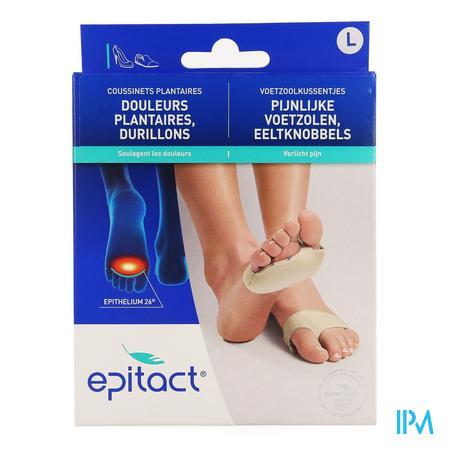 L
COUSSINETS PLANTAIRES
DOULEURS
PLANTAIRES,
DURILLONS
Soulagent les douleurs
VOETZOOLKUSSENTJES
PIJNLIJKE
VOETZOLEN,
EELTKNOBBELS
Verlicht pijn
EPITHELIUM 26®
epitact®
IPM